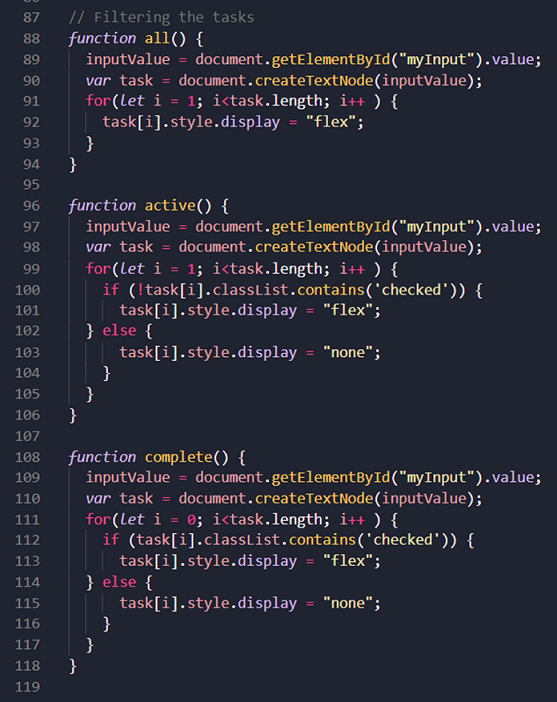 87 // Filtering the tasks
88 function all() {
89 inputValue = document.getElementById("myInput").value;
90 var task = document.createTextNode(inputValue);
91 for(let i = 1; i<task.length; i++ ) {
92 task[i].style.display = "flex";
93 }
94 }
95
96 function active() {
97 inputValue = document.getElementById("myInput").value;
98 var task = document.createTextNode(inputValue);
99 for(let i = 1; i<task.length; i++ ) {
100 if (!task[i].classList.contains('checked')) {
101 task[i].style.display = "flex";
102 } else {
103 task[i].style.display = "none";
104 }
105 }
106 }
107
108 function complete() {
109 inputValue = document.getElementById("myInput").value;
110 var task = document.createTextNode(inputValue);
111 for(let i = 0; i<task.length; i++ ) {
112 if (task[i].classList.contains('checked')) {
113 task[i].style.display = "flex";
114 } else {
115 task[i].style.display = "none";
116 }
117 }
118 }
119